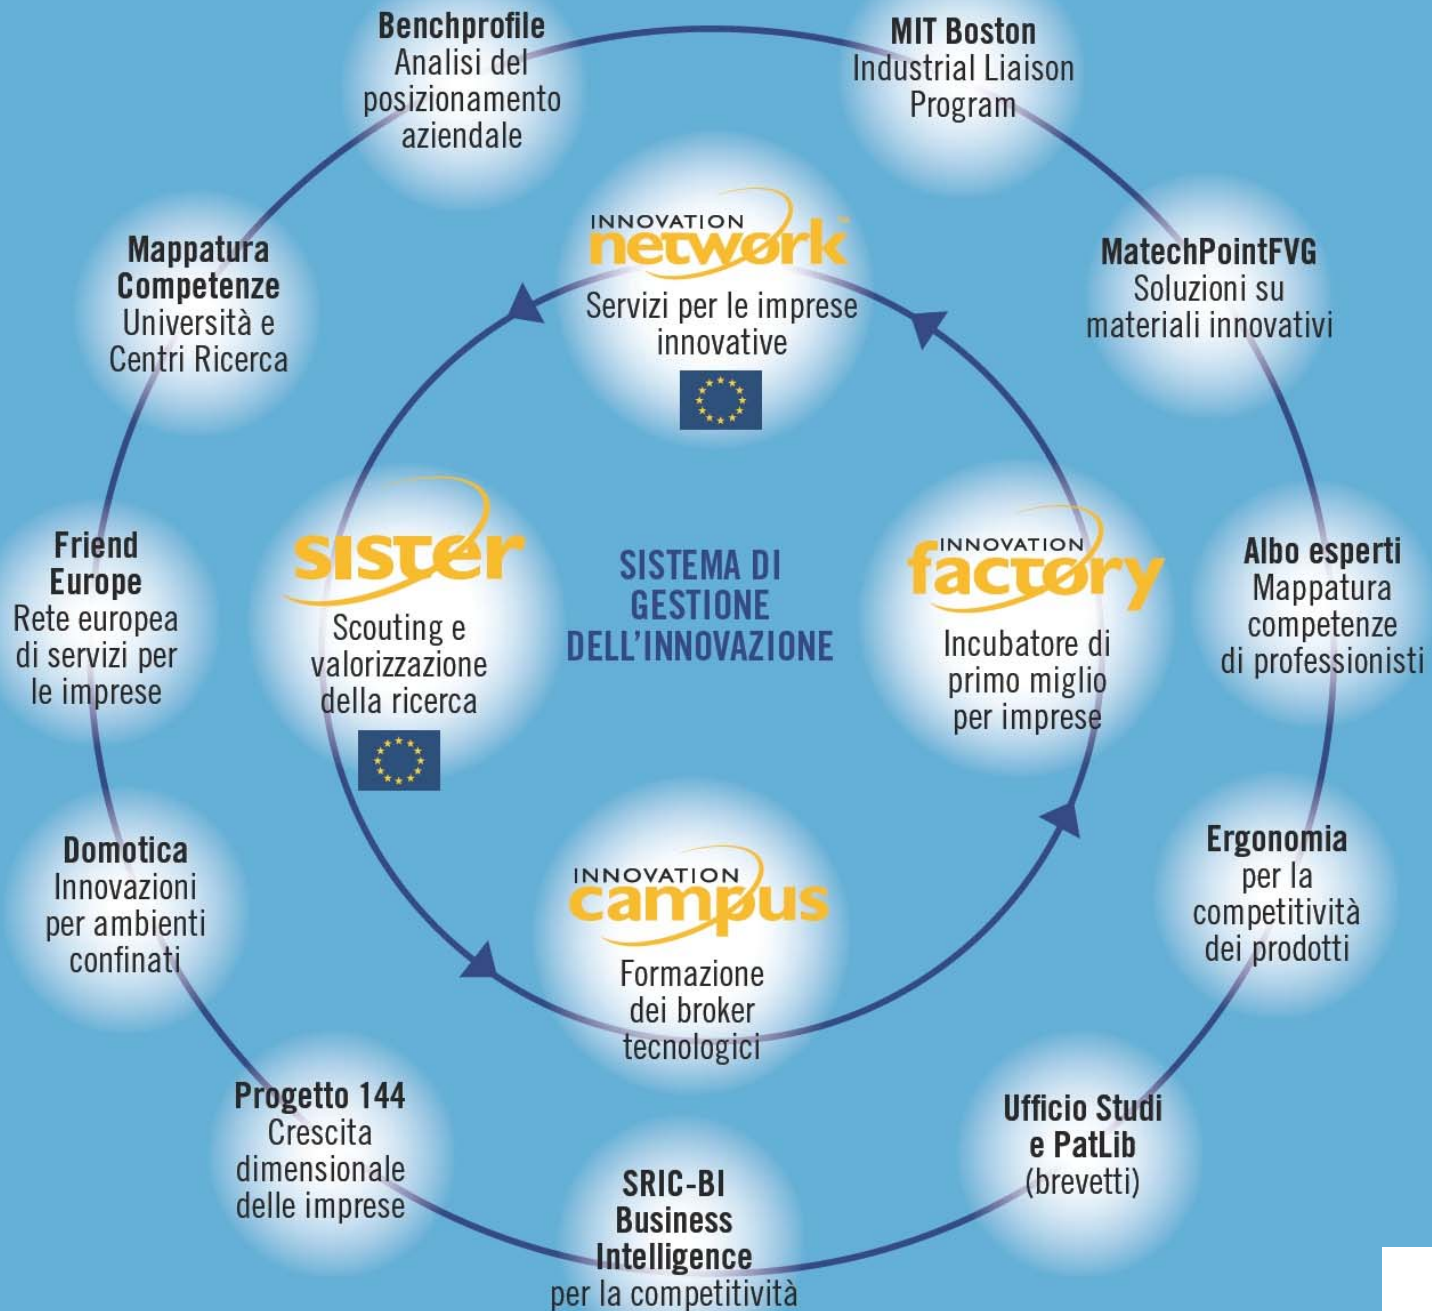 Benchprofile
Analisi del
posizionamento
aziendale
MIT Boston
Industrial Liaison
Program
INNOVATION
network™
Servizi per le imprese
innovative
Mappatura
Competenze
Università e
Centri Ricerca
MatechPointFVG
Soluzioni su
materiali innovativi
Friend
Europe
Rete europea
di servizi per
le imprese
sister
Scouting e
valorizzazione
della ricerca
SISTEMA DI
GESTIONE
DELL'INNOVAZIONE
INNOVATION
factory
Incubatore di
primo miglio
per imprese
Albo esperti
Mappatura
competenze
di professionisti
Domotica
Innovazioni
per ambienti
confinati
INNOVATION
campus
Formazione
dei broker
tecnologici
Ergonomia
per la
competitività
dei prodotti
Progetto 144
Crescita
dimensionale
delle imprese
SRIC-BI
Business
Intelligence
per la competitività
Ufficio Studi
e PatLib
(brevetti)